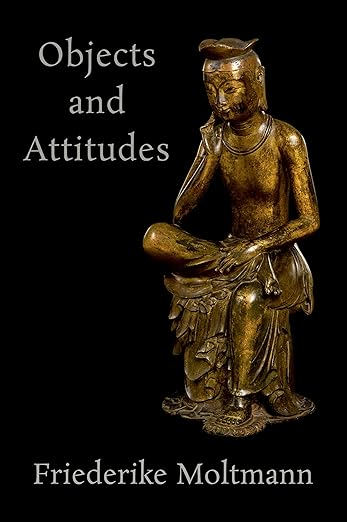 Objects
and
Attitudes
Friederike Moltmann